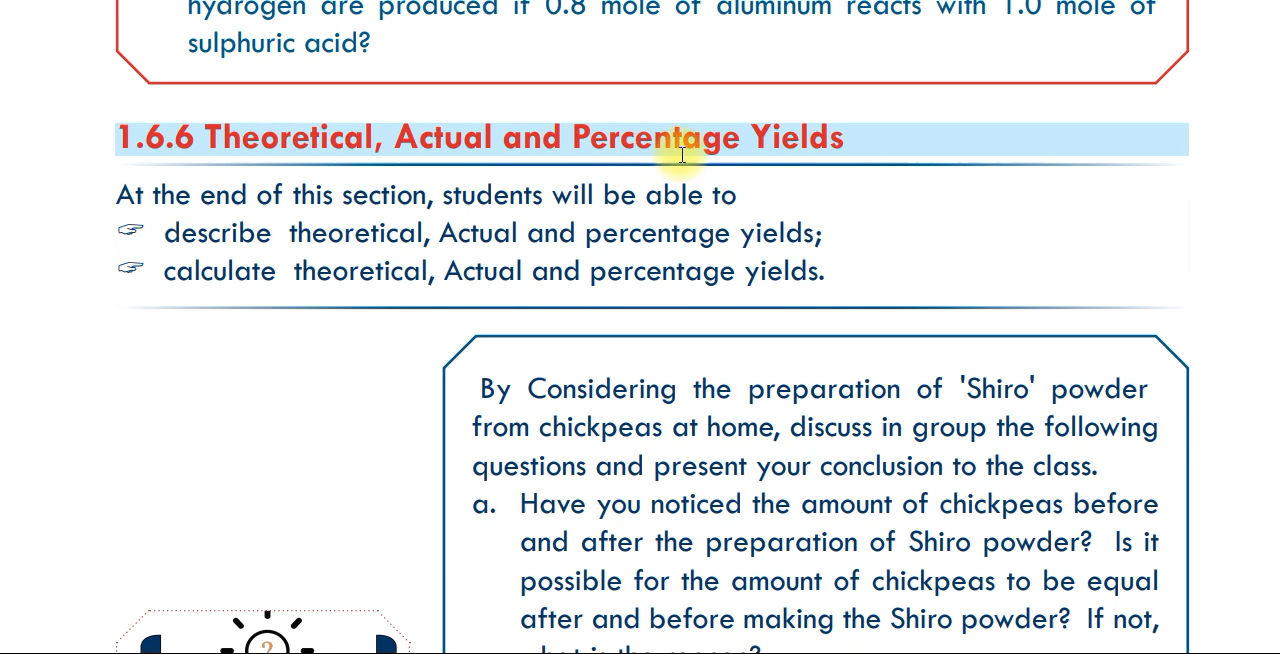 hydrogen are produced if 0.8 mole of aluminum reacts with 1.0 mole of
sulphuric acid?
1.6.6 Theoretical, Actual and Percentage Yields
At the end of this section, students will be able to
☞ describe theoretical, Actual and percentage yields;
☞ calculate theoretical, Actual and percentage yields.
By Considering the preparation of 'Shiro' powder
from chickpeas at home, discuss in group the following
questions and present your conclusion to the class.
a. Have you noticed the amount of chickpeas before
and after the preparation of Shiro powder? Is it
possible for the amount of chickpeas to be equal
after and before making the Shiro powder? If not,
what is the reason?
?